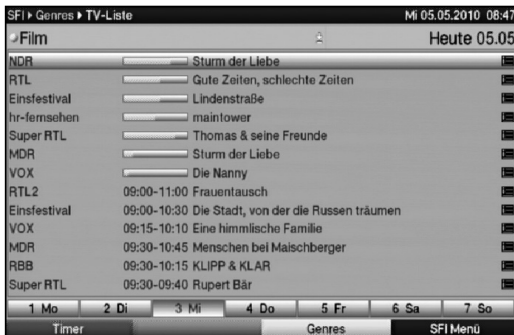 SFI ▸ Genres ▸ TV-Liste Mi 05.05.2010 08:47
Film Heute 05.05
NDR Sturm der Liebe
RTL Gute Zeiten, schlechte Zeiten
Einsfestival Lindenstraße
hr-fernsehen maintower
Super RTL Thomas & seine Freunde
MDR Sturm der Liebe
VOX Die Nanny
RTL2 09:00-11:00 Frauentausch
Einsfestival 09:00-10:30 Die Stadt, von der die Russen träumen
VOX 09:15-10:10 Eine himmlische Familie
MDR 09:30-10:45 Menschen bei Maischberger
RBB 09:30-10:15 KLIPP & KLAR
Super RTL 09:30-09:40 Rupert Bär
1 Mo 2 Di 3 Mi 4 Do 5 Fr 6 Sa 7 So
Timer Genres SFI Menü